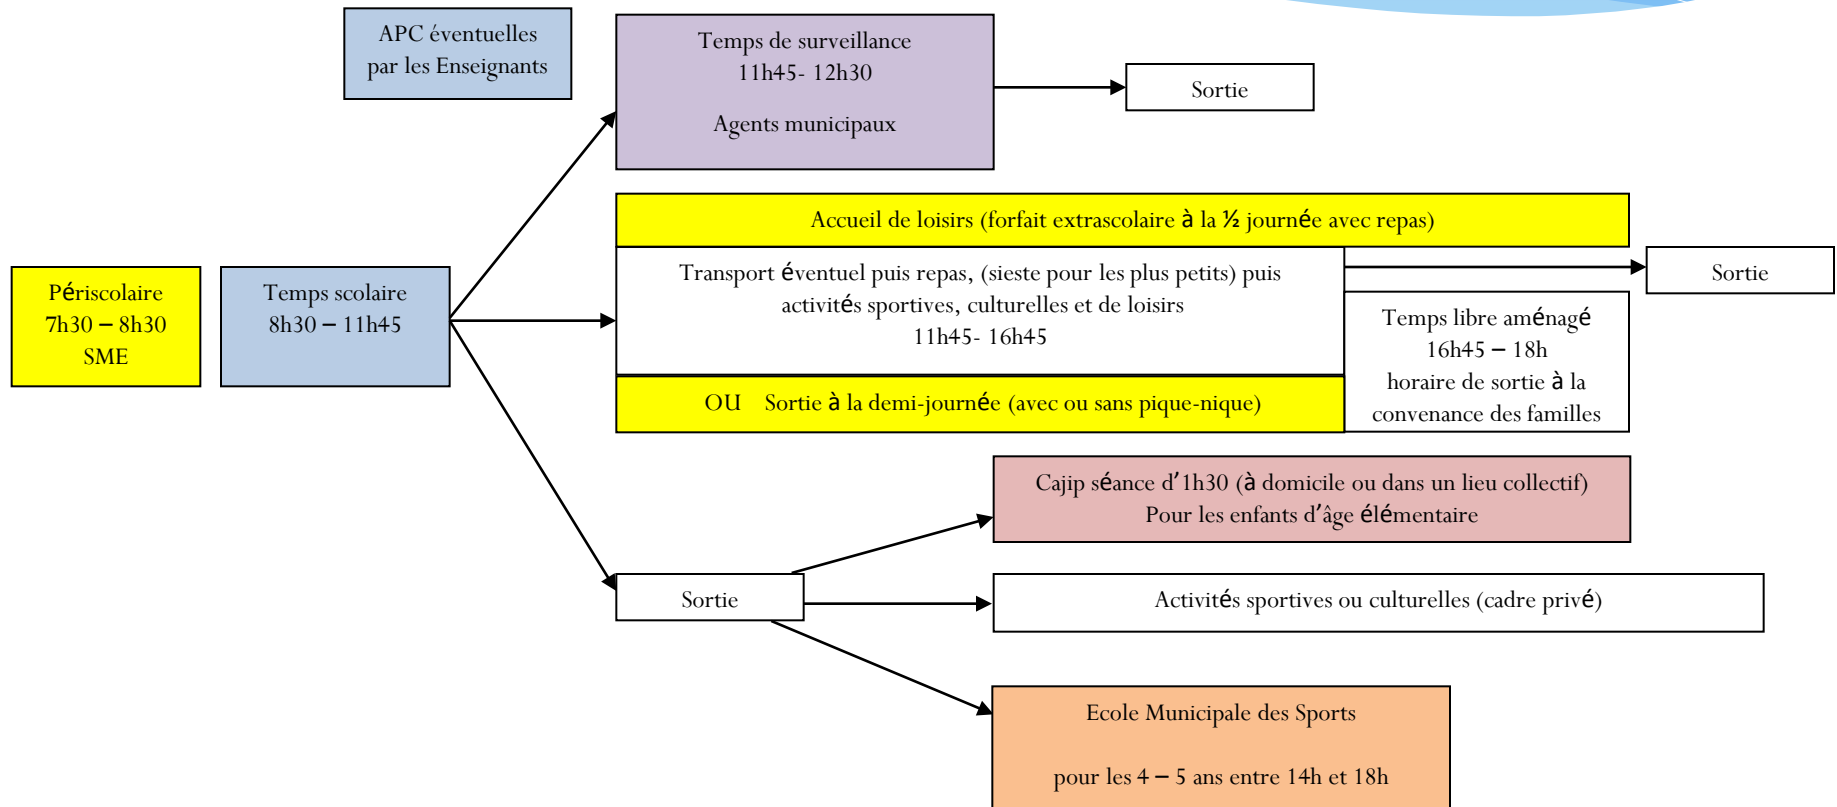 APC éventuelles
par les Enseignants
Temps de surveillance
11h45- 12h30
Agents municipaux
Sortie
Accueil de loisirs (forfait extrascolaire à la ½ journée avec repas)
Périscolaire
7h30 – 8h30
SME
Temps scolaire
8h30 – 11h45
Transport éventuel puis repas, (sieste pour les plus petits) puis
activités sportives, culturelles et de loisirs
11h45- 16h45
Sortie
Temps libre aménagé
16h45 – 18h
horaire de sortie à la
convenance des familles
OU Sortie à la demi-journée (avec ou sans pique-nique)
Cajip séance d’1h30 (à domicile ou dans un lieu collectif)
Pour les enfants d’âge élémentaire
Sortie
Activités sportives ou culturelles (cadre privé)
Ecole Municipale des Sports
pour les 4 – 5 ans entre 14h et 18h